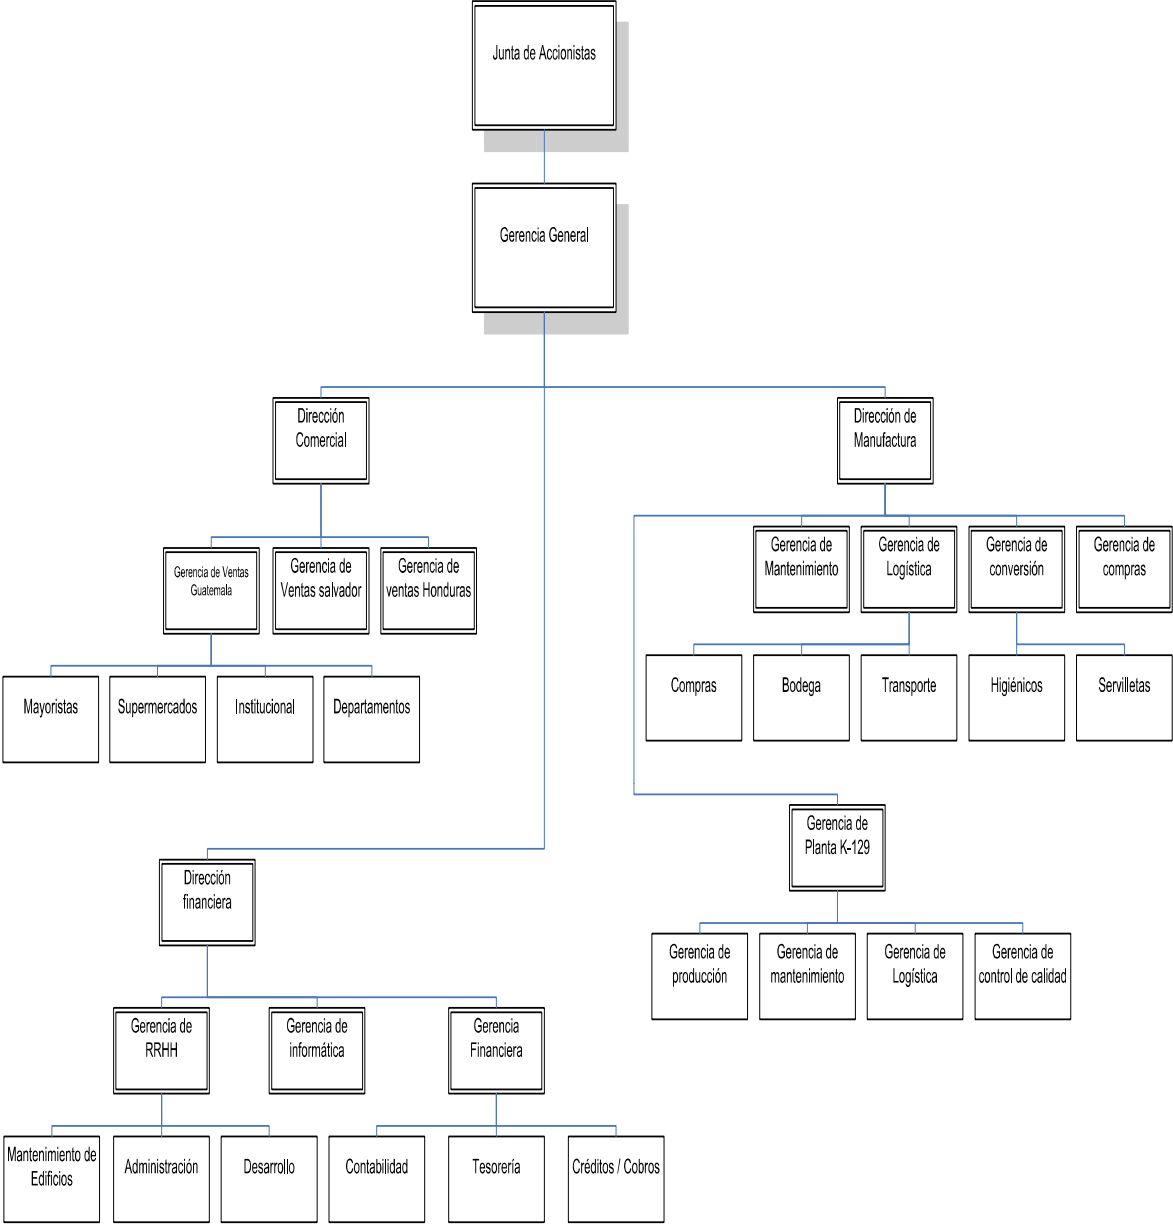 Junta de Accionistas
Gerencia General
Dirección
Comercial
Dirección de
Manufactura
Gerencia de Ventas
Guatemala
Gerencia de
Ventas salvador
Gerencia de
ventas Honduras
Gerencia de
Mantenimiento
Gerencia de
Logística
Gerencia de
conversión
Gerencia de
compras
Mayoristas
Supermercados
Institucional
Departamentos
Compras
Bodega
Transporte
Higiénicos
Servilletas
Gerencia de
Planta K-129
Dirección
financiera
Gerencia de
producción
Gerencia de
mantenimiento
Gerencia de
Logística
Gerencia de
control de calidad
Gerencia de
RRHH
Gerencia de
informática
Gerencia
Financiera
Mantenimiento de
Edificios
Administración
Desarrollo
Contabilidad
Tesorería
Créditos / Cobros